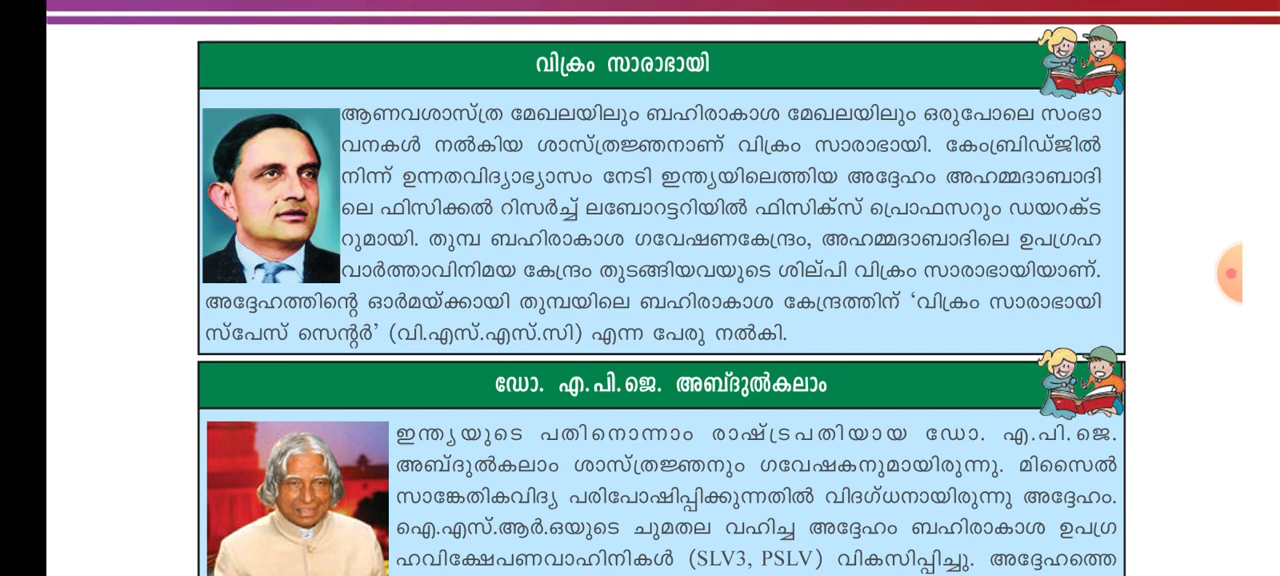 വിക്രം സാരാഭായി
ആണവശാസ്ത്ര മേഖലയിലും ബഹിരാകാശ മേഖലയിലും ഒരുപോലെ സംഭാ
വനകൾ നൽകിയ ശാസ്ത്രജ്ഞനാണ് വിക്രം സാരാഭായി. കേംബ്രിഡ്ജിൽ
നിന്ന് ഉന്നതവിദ്യാഭ്യാസം നേടി ഇന്ത്യയിലെത്തിയ അദ്ദേഹം അഹമ്മദാബാദി
ലെ ഫിസിക്കൽ റിസർച്ച് ലബോറട്ടറിയിൽ ഫിസിക്സ് പ്രൊഫസറും ഡയറക്ട
റുമായി. തുമ്പ ബഹിരാകാശ ഗവേഷണകേന്ദ്രം, അഹമ്മദാബാദിലെ ഉപഗ്രഹ
വാർത്താവിനിമയ കേന്ദ്രം തുടങ്ങിയവയുടെ ശില്പി വിക്രം സാരാഭായിയാണ്.
അദ്ദേഹത്തിന്റെ ഓർമയ്ക്കായി തുമ്പയിലെ ബഹിരാകാശ കേന്ദ്രത്തിന് ‘വിക്രം സാരാഭായി
സ്പേസ് സെന്റർ’ (വി.എസ്.എസ്.സി) എന്ന പേരു നൽകി.
ഡോ. എ.പി.ജെ. അബ്ദുൽകലാം
ഇന്ത്യയുടെ പതിനൊന്നാം രാഷ്ട്രപതിയായ ഡോ. എ.പി.ജെ.
അബ്ദുൽകലാം ശാസ്ത്രജ്ഞനും ഗവേഷകനുമായിരുന്നു. മിസൈൽ
സാങ്കേതികവിദ്യ പരിപോഷിപ്പിക്കുന്നതിൽ വിദഗ്ധനായിരുന്നു അദ്ദേഹം.
ഐ.എസ്.ആർ.ഒയുടെ ചുമതല വഹിച്ച അദ്ദേഹം ബഹിരാകാശ ഉപഗ്ര
ഹവിക്ഷേപണവാഹിനികൾ (SLV3, PSLV) വികസിപ്പിച്ചു. അദ്ദേഹത്തെ